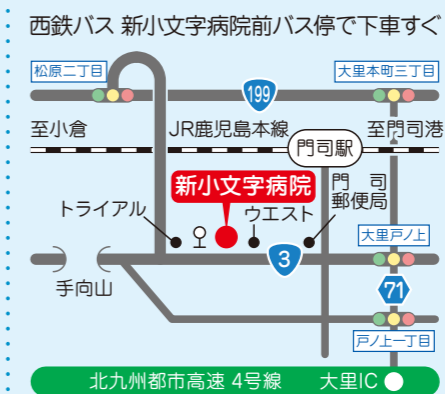 西鉄バス 新小文字病院前バス停で下車すぐ
松原二丁目
大里本町三丁目
199
至小倉
JR鹿児島本線
至門司港
門司駅
新小文字病院
門司
郵便局
トライアル
ウエスト
大里戸ノ上
3
手向山
71
戸ノ上一丁目
北九州都市高速 4号線
大里IC